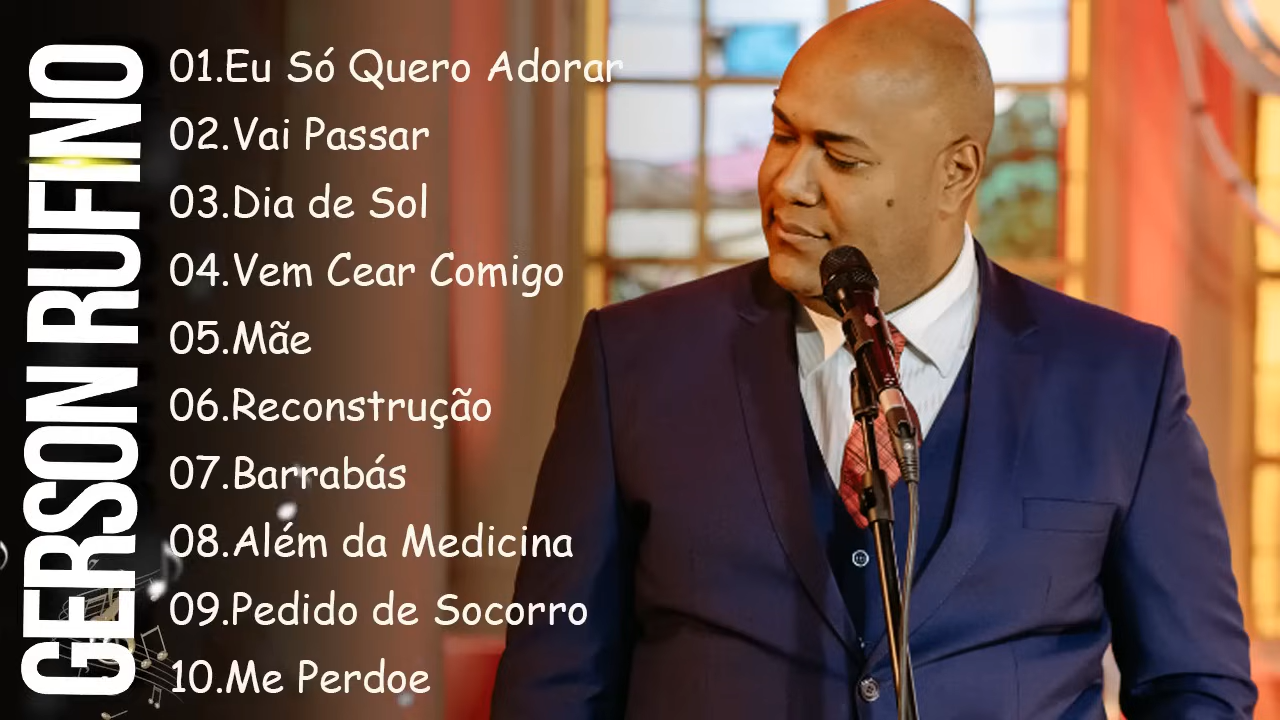 GERSON RUFINO
01.Eu Só Quero Adorar
02.Vai Passar
03.Dia de Sol
04.Vem Cear Comigo
05.Mãe
06.Reconstrução
07.Barrabás
08.Além da Medicina
09.Pedido de Socorro
10.Me Perdoe